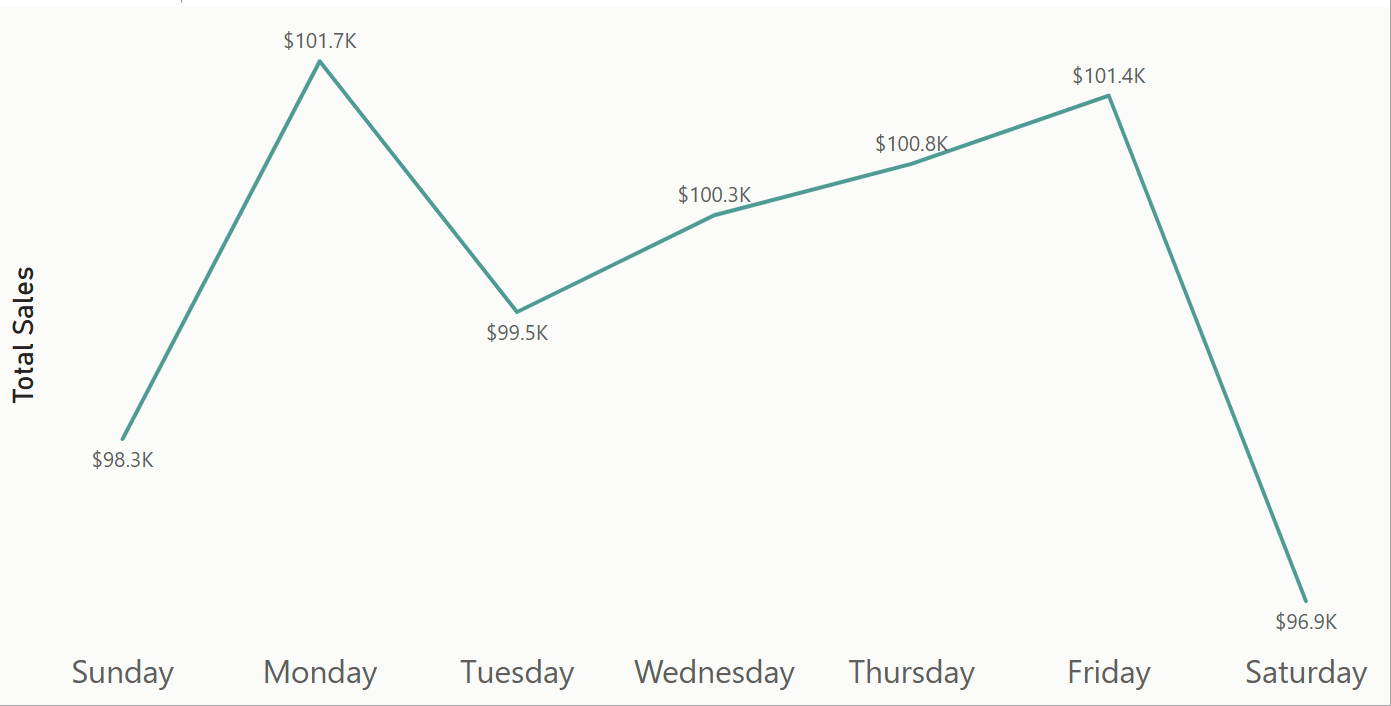 $101.7K
$101.4K
$100.8K
$100.3K
Total Sales
$99.5K
$98.3K
$96.9K
Sunday Monday Tuesday Wednesday Thursday Friday Saturday